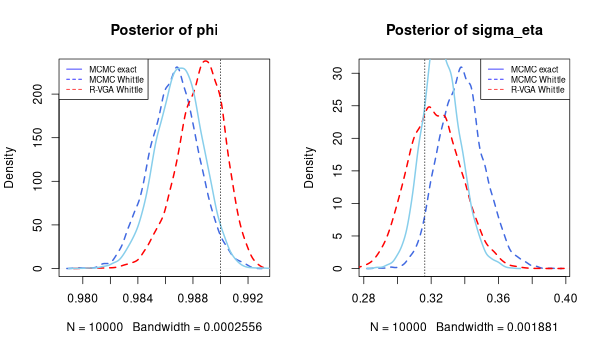 Posterior of phi
MCMC exact
MCMC Whittle
R-VGA Whittle
Density
0
50
100
150
200
0.980
0.984
0.988
0.992
N = 10000 Bandwidth = 0.0002556
Posterior of sigma_eta
MCMC exact
MCMC Whittle
R-VGA Whittle
Density
0
5
10
15
20
25
30
0.28
0.32
0.36
0.40
N = 10000 Bandwidth = 0.001881